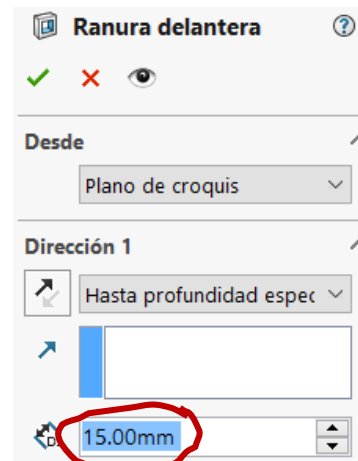 Ranura delantera
Desde
Plano de croquis
Dirección 1
Hasta profundidad espec
15.00mm